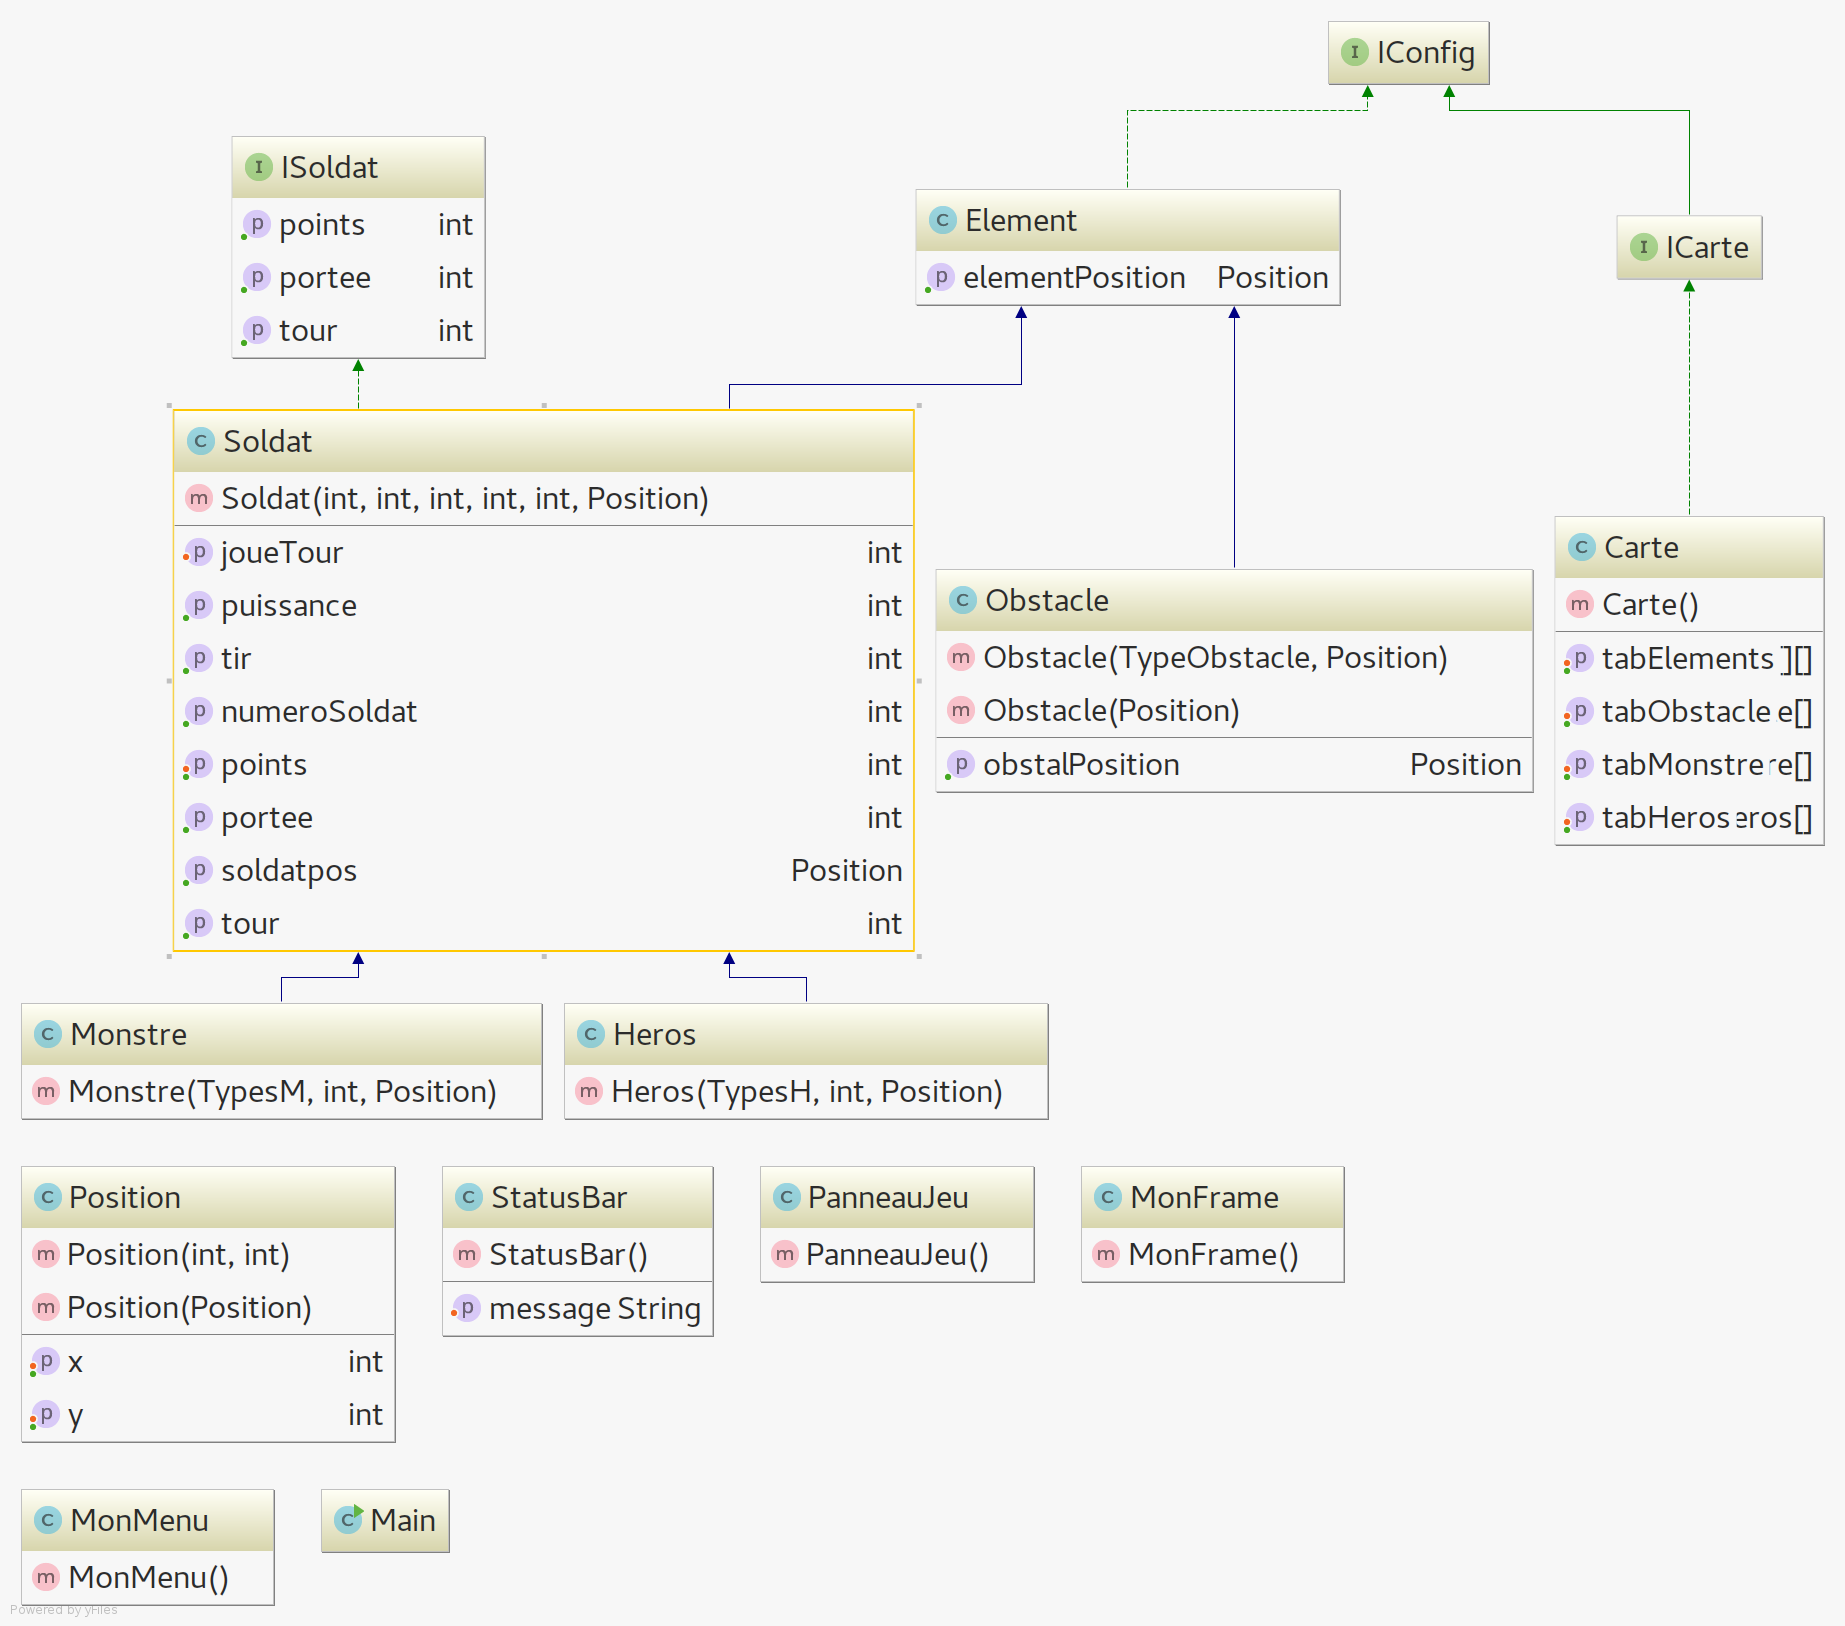 IConfig
ISoldat
points int
portee int
tour int
Element
elementPosition Position
ICarte
Soldat
Soldat(int, int, int, int, int, Position)
joueTour int
puissance int
tir int
numeroSoldat int
points int
portee int
soldatpos Position
tour int
Obstacle
Obstacle(TypeObstacle, Position)
Obstacle(Position)
obstalPosition Position
Carte
Carte()
tabElements ][]
tabObstacle e[]
tabMonstre re[]
tabHeros eros[]
Monstre
Monstre(TypesM, int, Position)
Heros
Heros(TypesH, int, Position)
Position
Position(int, int)
Position(Position)
x int
y int
StatusBar
StatusBar()
message String
PanneauJeu
PanneauJeu()
MonFrame
MonFrame()
MonMenu
MonMenu()
Main
Powered by yFiles